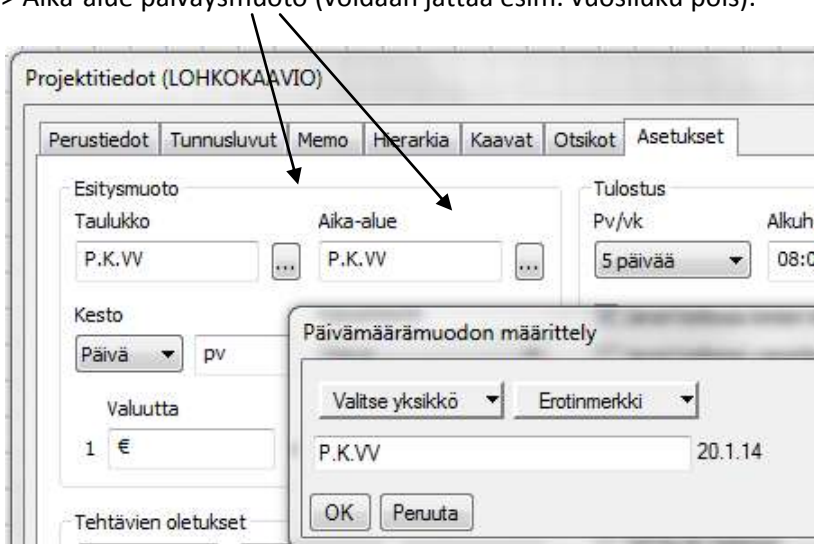 > Aika-alue päiväysmuoto (voidaan jättää esim. vuosiluku pois).
Projektitiedot (LOHKOKAAVIO)
Perustiedot Tunnusluvut Memo Hierarkia Kaavat Otsikot Asetukset
Esitysmuoto
Tulostus
Taulukko Aika-alue
Pv/vk
P.K.VV ... P.K.VV ...
5 päivää
Kesto
Päivä pv
Valuutta
1 €
Päivämäärämuodon määrittely
Valitse yksikkö Erotinmerkki
P.K.VV 20.1.14
OK Peruuta
Tehtävien oletukset